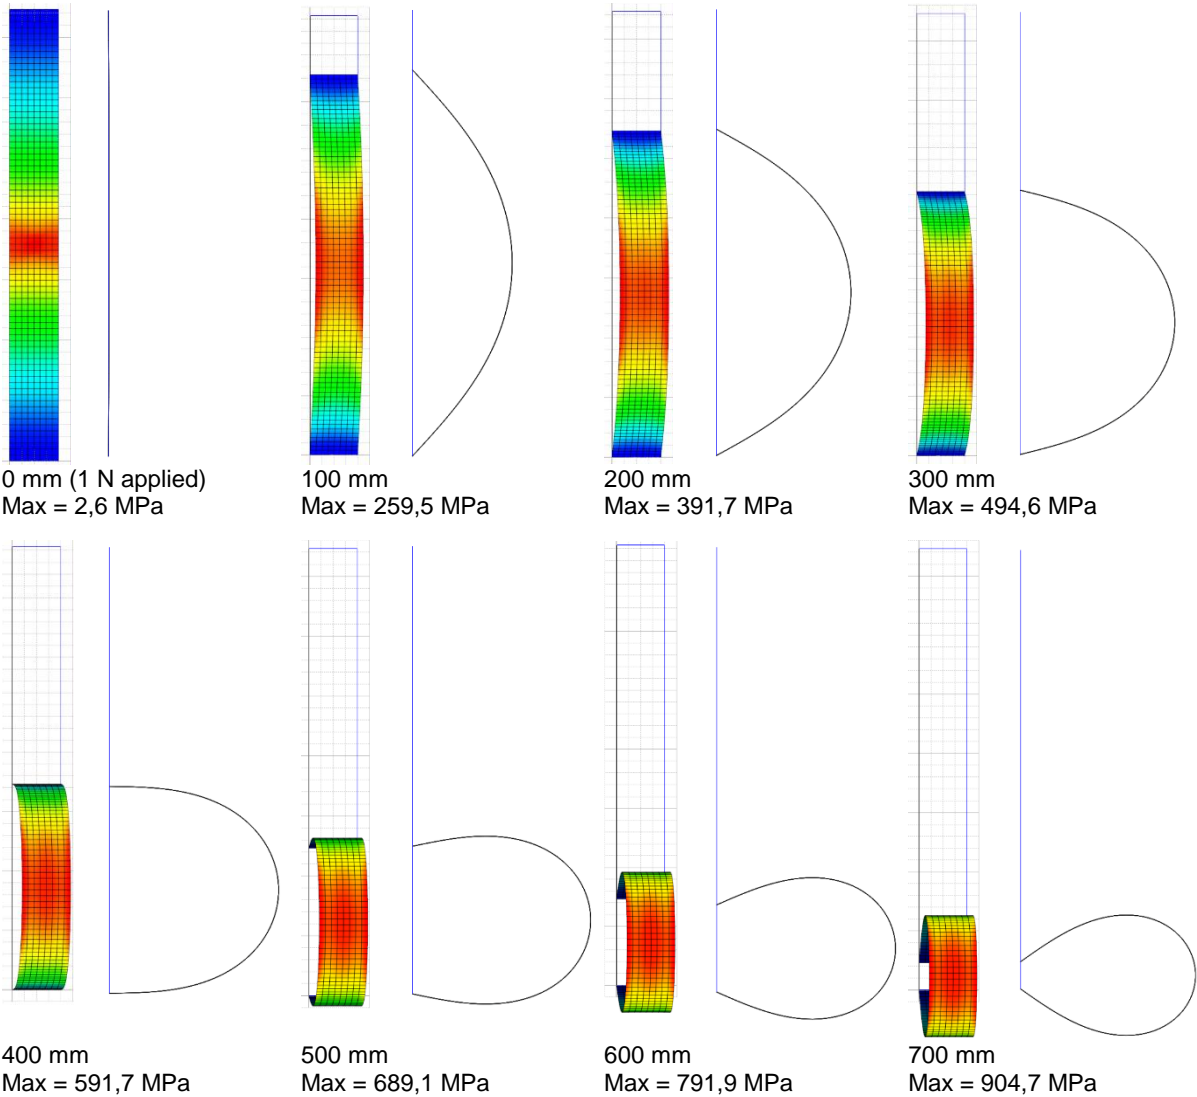 0 mm (1 N applied)
Max = 2,6 MPa
100 mm
Max = 259,5 MPa
200 mm
Max = 391,7 MPa
300 mm
Max = 494,6 MPa
400 mm
Max = 591,7 MPa
500 mm
Max = 689,1 MPa
600 mm
Max = 791,9 MPa
700 mm
Max = 904,7 MPa